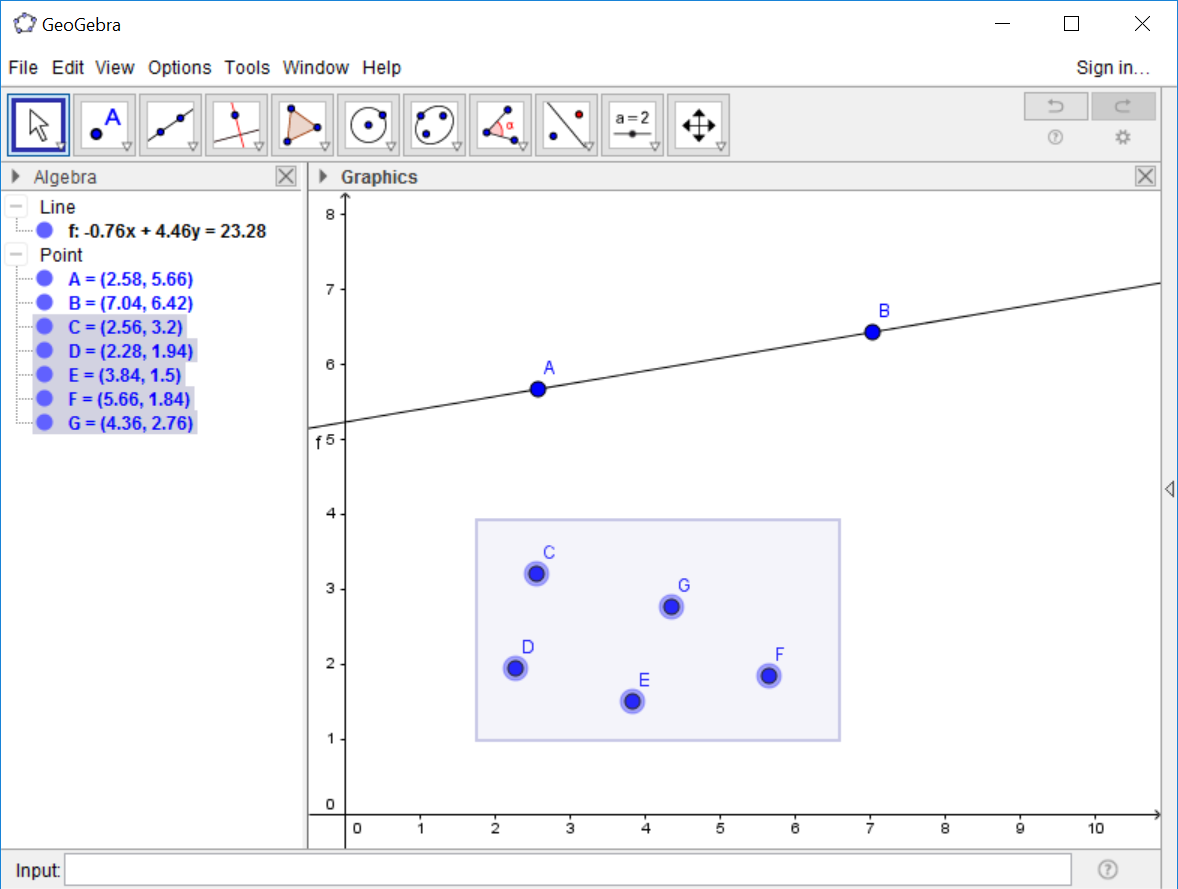 GeoGebra
File Edit View Options Tools Window Help Sign in...
A α a=2
Algebra
Graphics
Line
f: -0.76x + 4.46y = 23.28
Point
A = (2.58, 5.66)
B = (7.04, 6.42)
C = (2.56, 3.2)
D = (2.28, 1.94)
E = (3.84, 1.5)
F = (5.66, 1.84)
G = (4.36, 2.76)
8
7
B
6
A
f 5
4
C
3
G
D
2
F
E
1
0
0 1 2 3 4 5 6 7 8 9 10
Input: